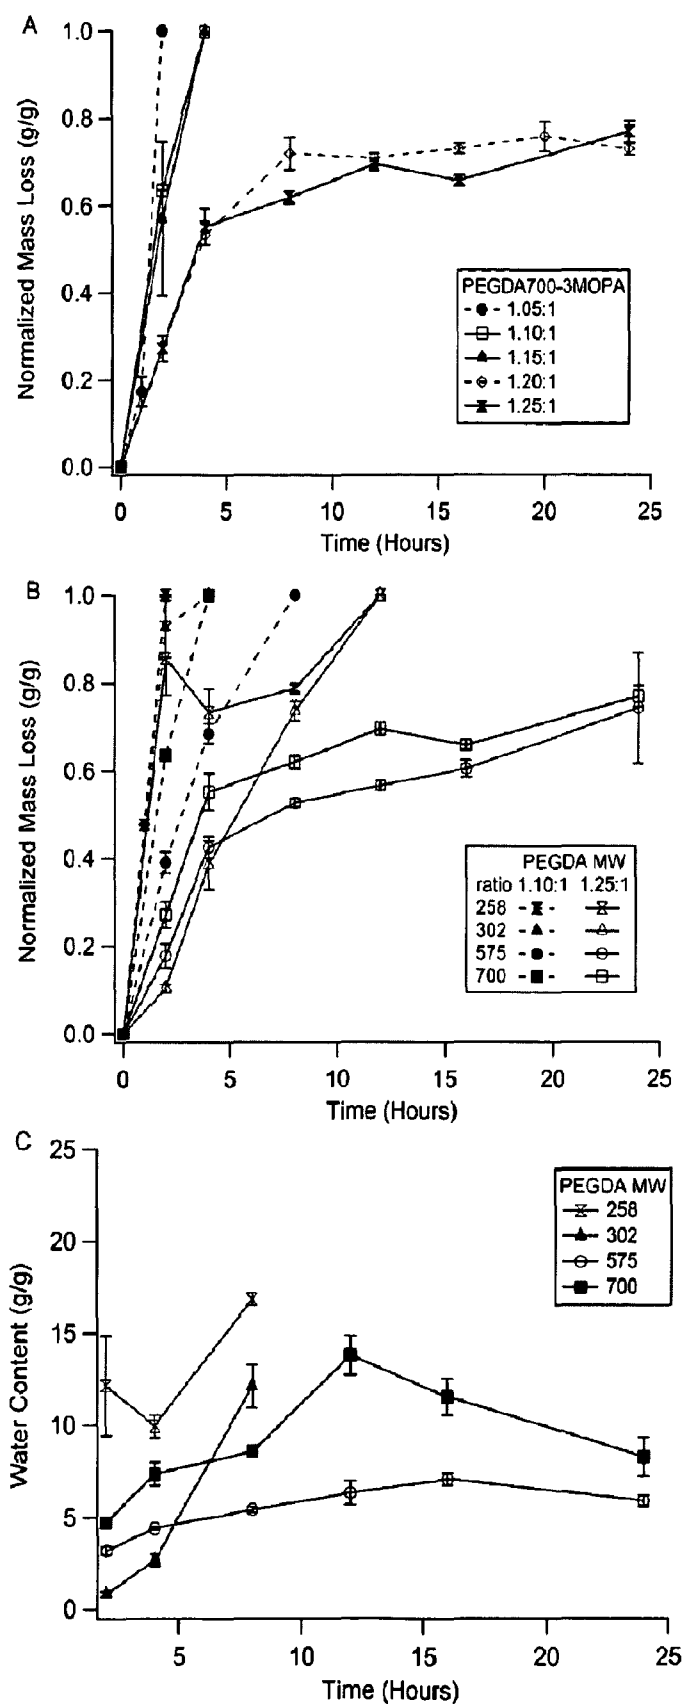 A
1.0
0.8
0.6
0.4
0.2
0.0
Normalized Mass Loss (g/g)
PEGDA700-3MOPA
1.05:1
1.10:1
1.15:1
1.20:1
1.25:1
0 5 10 15 20 25
Time (Hours)
B
1.0
0.8
0.6
0.4
0.2
0.0
Normalized Mass Loss (g/g)
PEGDA MW
ratio 1.10:1 1.25:1
258
302
575
700
0 5 10 15 20 25
Time (Hours)
C
25
20
15
10
5
0
Water Content (g/g)
PEGDA MW
258
302
575
700
5 10 15 20 25
Time (Hours)